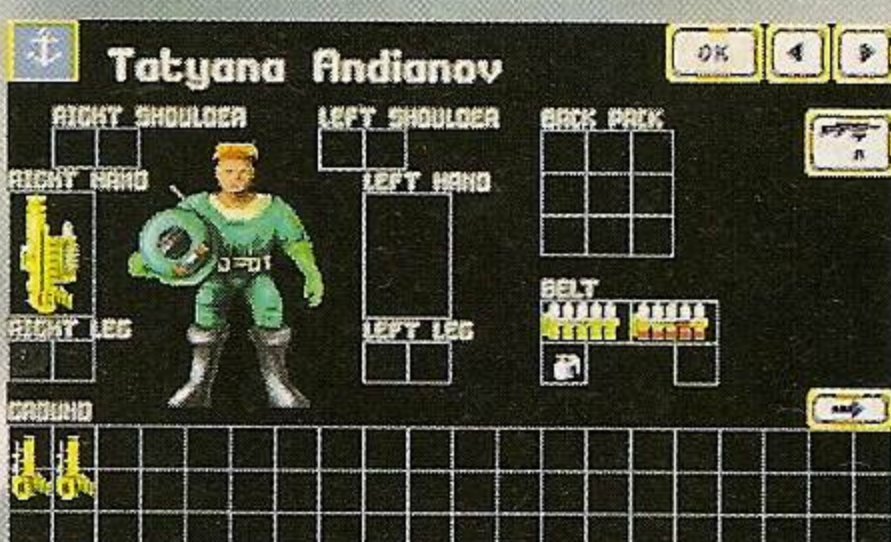 Tatyana Andianov
OK
RIGHT SHOULDER
LEFT SHOULDER
BACK PACK
RIGHT HAND
LEFT HAND
BELT
RIGHT LEG
LEFT LEG
GROUND